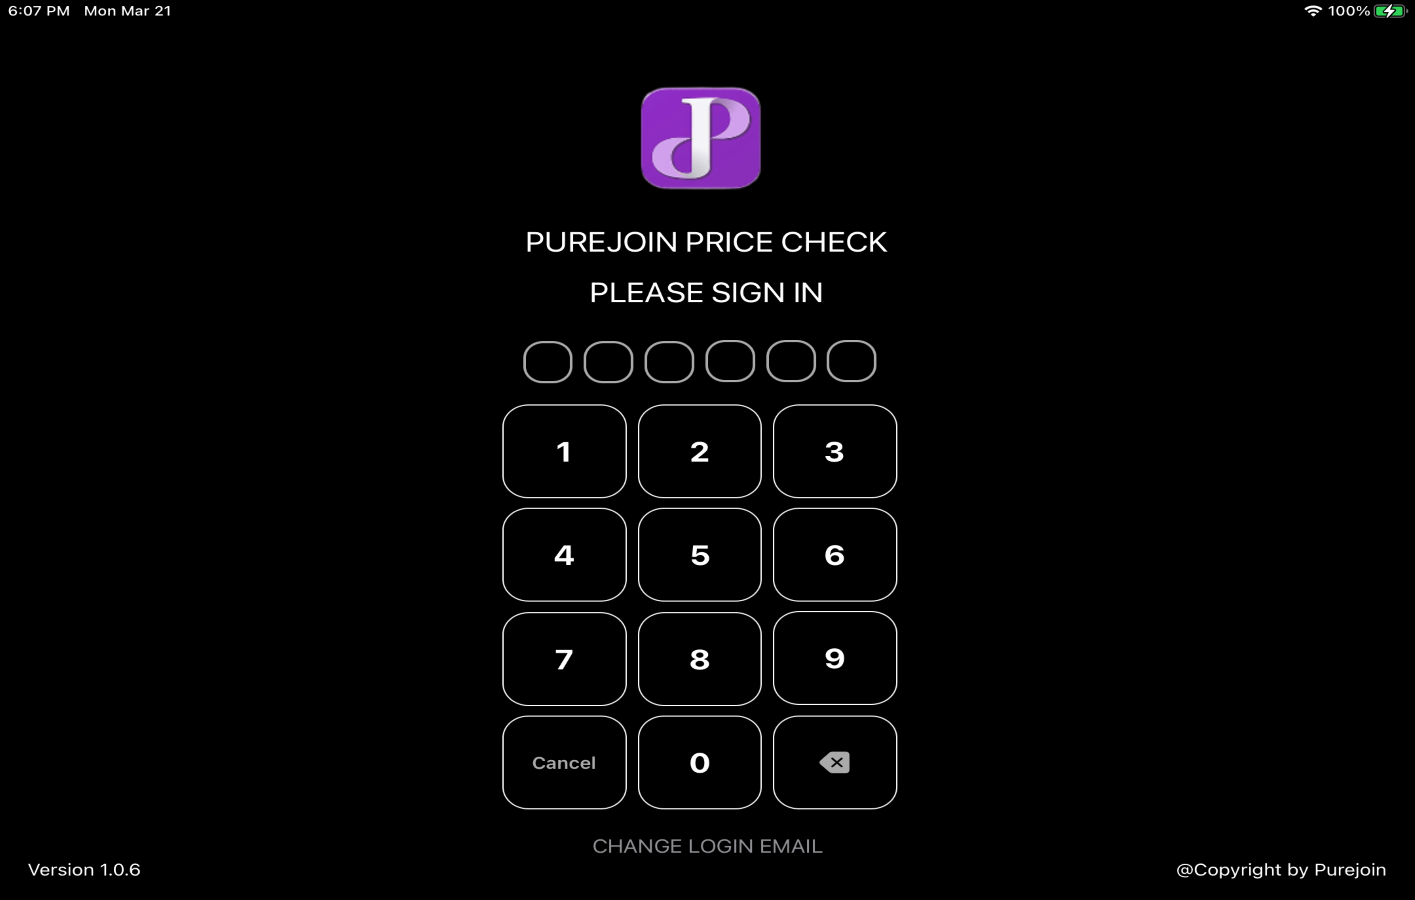 6:07 PM Mon Mar 21 100%
PUREJOIN PRICE CHECK
PLEASE SIGN IN
1 2 3
4 5 6
7 8 9
Cancel 0
CHANGE LOGIN EMAIL
Version 1.0.6 @Copyright by Purejoin